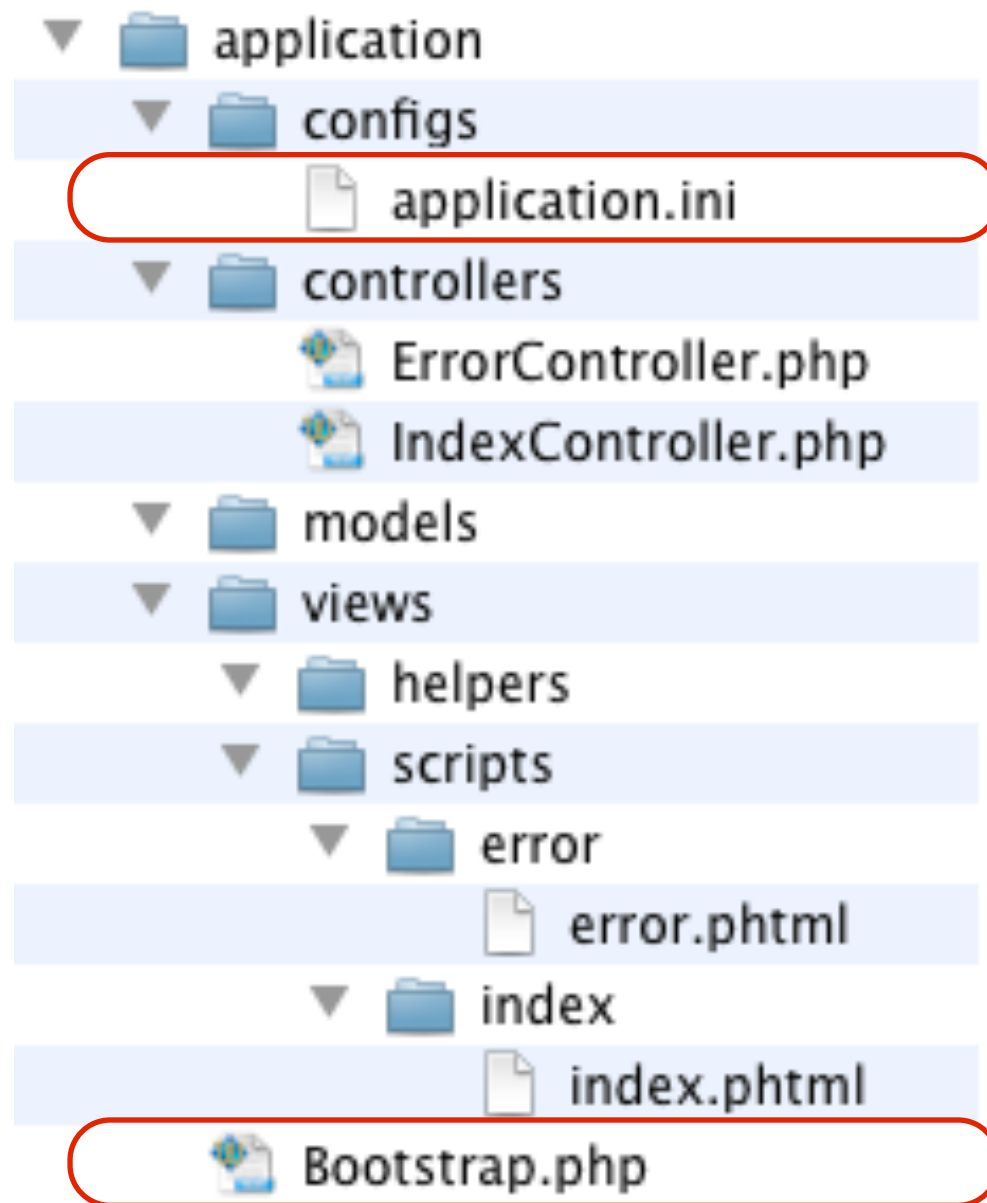 application
configs
application.ini
controllers
ErrorController.php
IndexController.php
models
views
helpers
scripts
error
error.phtml
index
index.phtml
Bootstrap.php